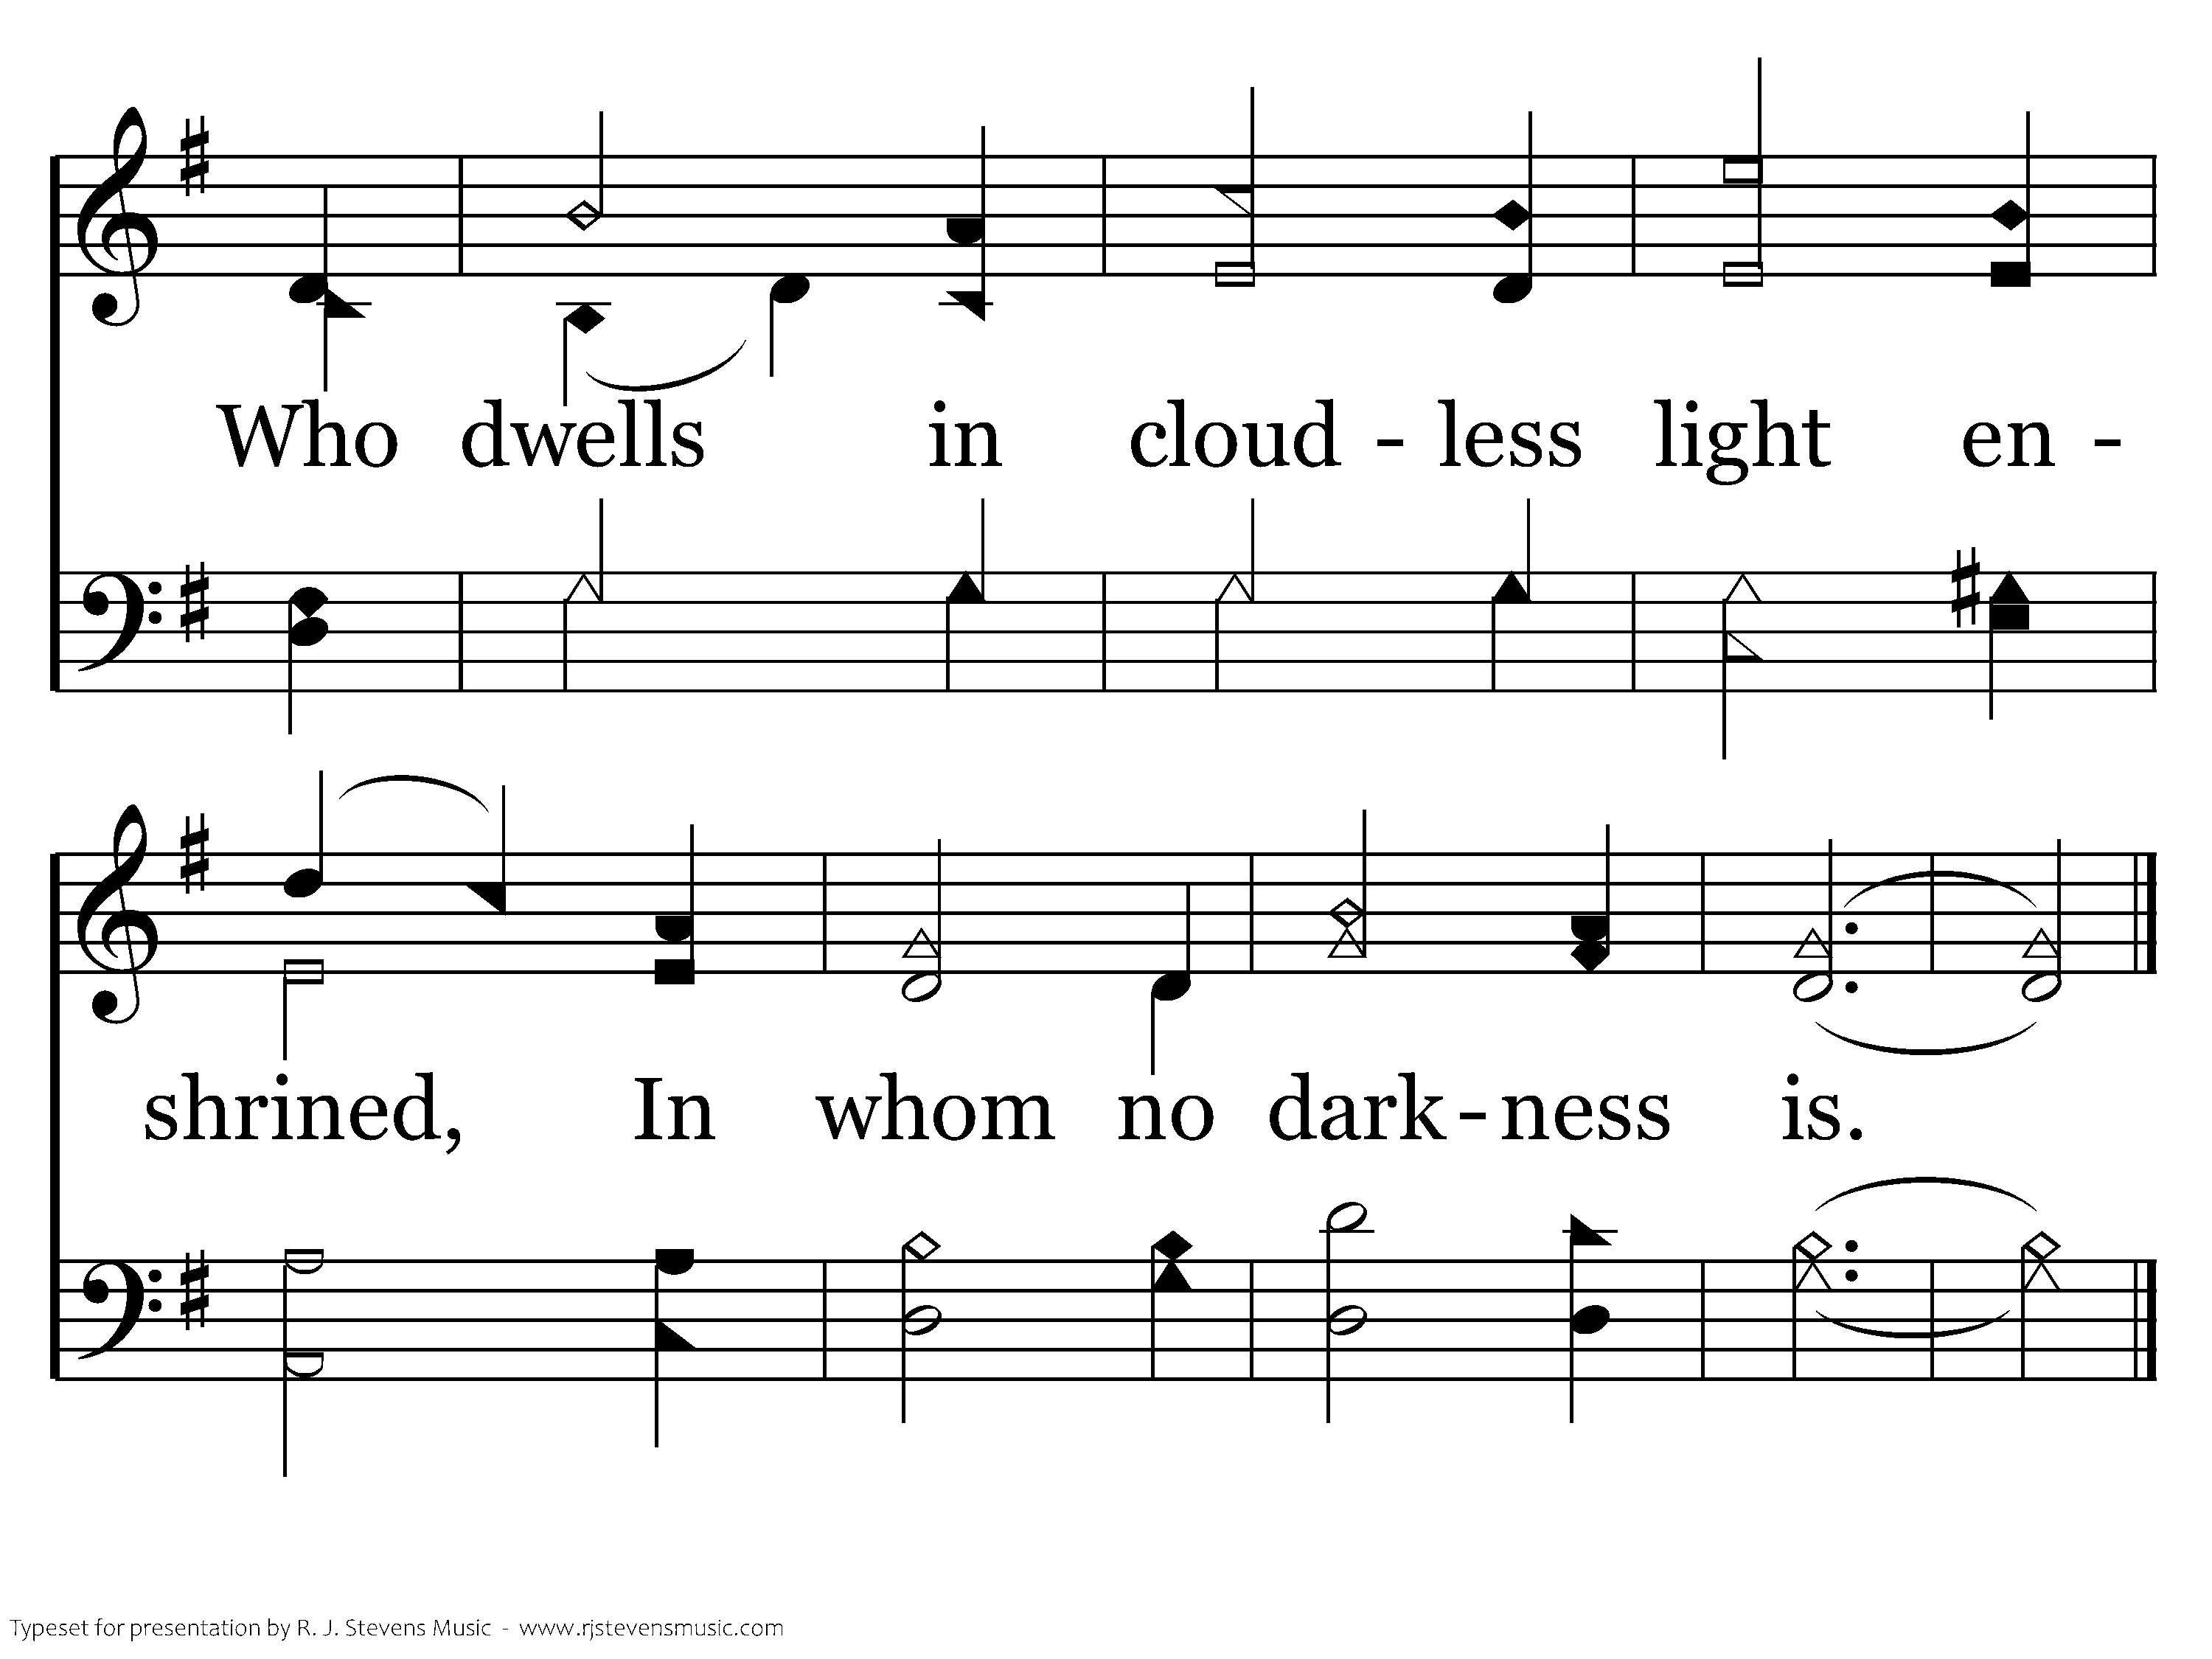 Who dwells in cloud - less light en -
shrined, In whom no dark - ness is.
Typeset for presentation by R. J. Stevens Music - www.rjstevensmusic.com